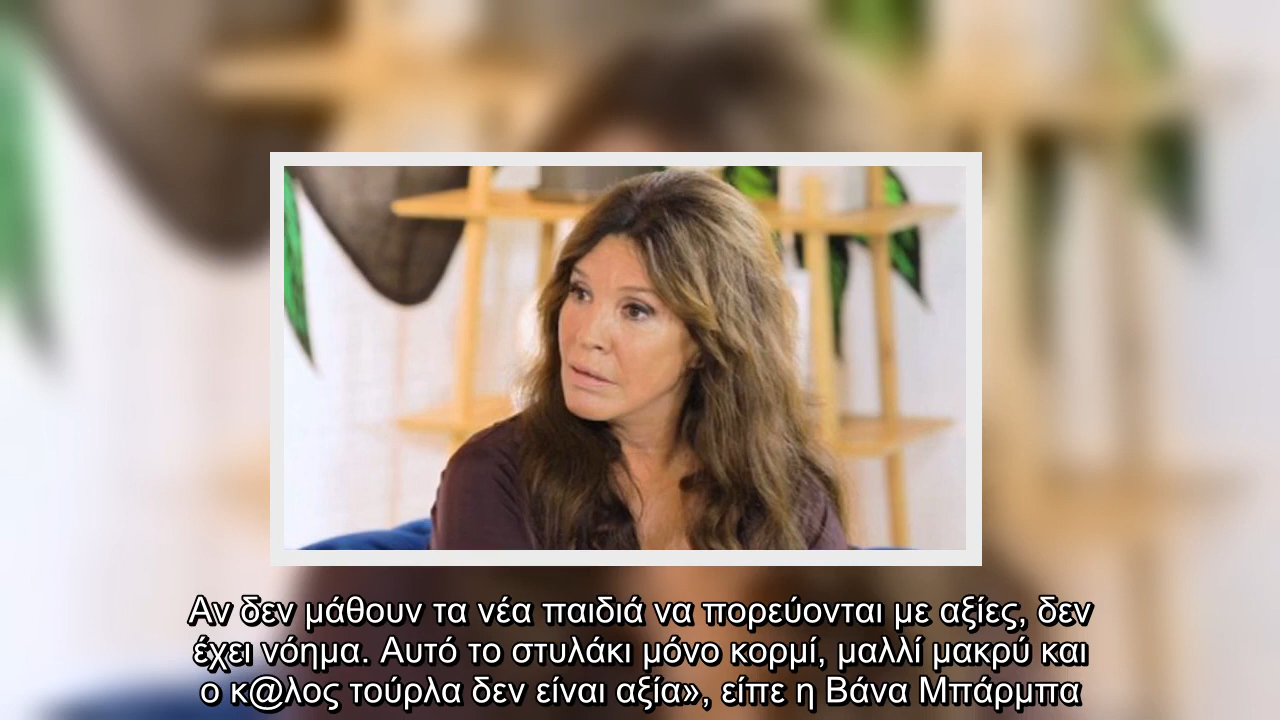 Αν δεν μάθουν τα νέα παιδιά να πορεύονται με αξίες, δεν
έχει νόημα. Αυτό το στυλάκι μόνο κορμί, μαλλί μακρύ και
ο κ@λος τούρλα δεν είναι αξία», είπε η Βάνα Μπάρμπα